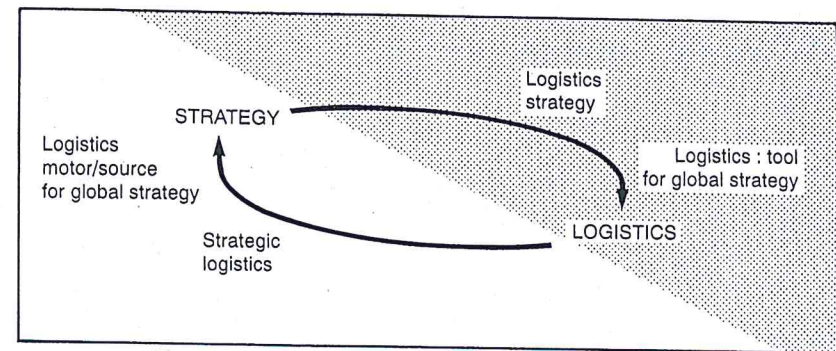 Logistics
strategy
STRATEGY
Logistics
motor/source
for global strategy
Logistics : tool
for global strategy
LOGISTICS
Strategic
logistics